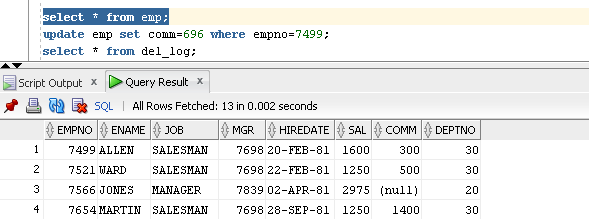 select * from emp;
update emp set comm=696 where empno=7499;
select * from del_log;
Script Output x Query Result x
SQL | All Rows Fetched: 13 in 0.002 seconds
EMPNO ENAME JOB MGR HIREDATE SAL COMM DEPTNO
1 7499 ALLEN SALESMAN 7698 20-FEB-81 1600 300 30
2 7521 WARD SALESMAN 7698 22-FEB-81 1250 500 30
3 7566 JONES MANAGER 7839 02-APR-81 2975 (null) 20
4 7654 MARTIN SALESMAN 7698 28-SEP-81 1250 1400 30